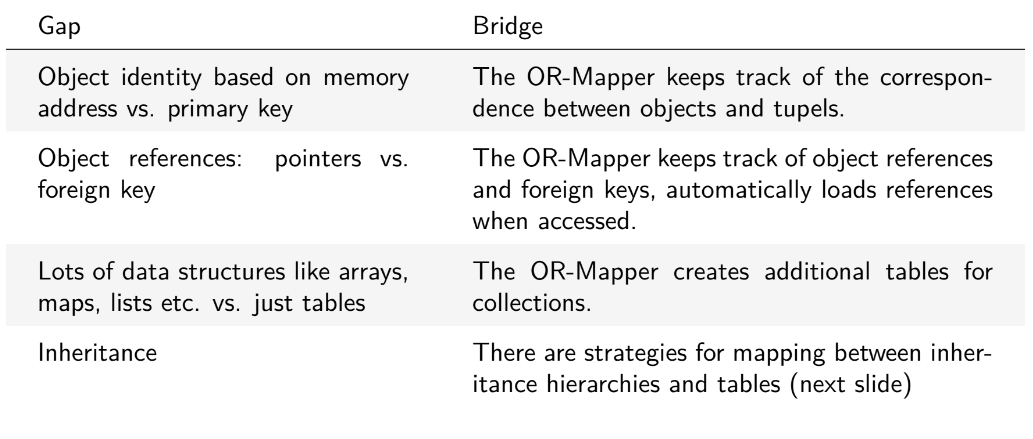 Gap Bridge
Object identity based on memory The OR-Mapper keeps track of the correspon-
address vs. primary key dence between objects and tupels.
Object references: pointers vs. The OR-Mapper keeps track of object references
foreign key and foreign keys, automatically loads references
when accessed.
Lots of data structures like arrays, The OR-Mapper creates additional tables for
maps, lists etc. vs. just tables collections.
Inheritance There are strategies for mapping between inher-
itance hierarchies and tables (next slide)